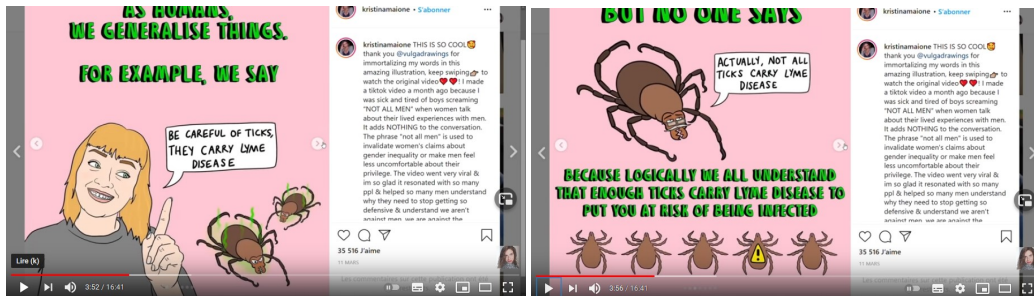 AS HUMANS,
WE GENERALISE THINGS.
FOR EXAMPLE, WE SAY
BE CAREFUL OF TICKS,
THEY CARRY LYME
DISEASE
Lire (k)
3:52 / 16:41
kristinamaione • S'abonner
kristinamaione THIS IS SO COOL🥰
thank you @vulgadrawings for
immortalizing my words in this
amazing illustration, keep swiping👉🏽 to
watch the original video❤️❤️! I made
a tiktok video a month ago because I
was sick and tired of boys screaming
"NOT ALL MEN" when women talk
about their lived experiences with men.
It adds NOTHING to the conversation.
The phrase "not all men" is used to
invalidate women's claims about
gender inequality or make men feel
less uncomfortable about their
privilege. The video went very viral &
im so glad it resonated with so many
ppl & helped so many men understand
why they need to stop getting so
defensive & understand we aren't
against men, we are against the
35 516 J'aime
11 MARS
BUT NO ONE SAYS
ACTUALLY, NOT ALL
TICKS CARRY LYME
DISEASE
BECAUSE LOGICALLY WE ALL UNDERSTAND
THAT ENOUGH TICKS CARRY LYME DISEASE TO
PUT YOU AT RISK OF BEING INFECTED
3:56 / 16:41
kristinamaione • S'abonner
kristinamaione THIS IS SO COOL🥰
thank you @vulgadrawings for
immortalizing my words in this
amazing illustration, keep swiping👉🏽 to
watch the original video❤️❤️! I made
a tiktok video a month ago because I
was sick and tired of boys screaming
"NOT ALL MEN" when women talk
about their lived experiences with men.
It adds NOTHING to the conversation.
The phrase "not all men" is used to
invalidate women's claims about
gender inequality or make men feel
less uncomfortable about their
privilege. The video went very viral &
im so glad it resonated with so many
ppl & helped so many men understand
why they need to stop getting so
defensive & understand we aren't
against men, we are against the
35 516 J'aime
11 MARS